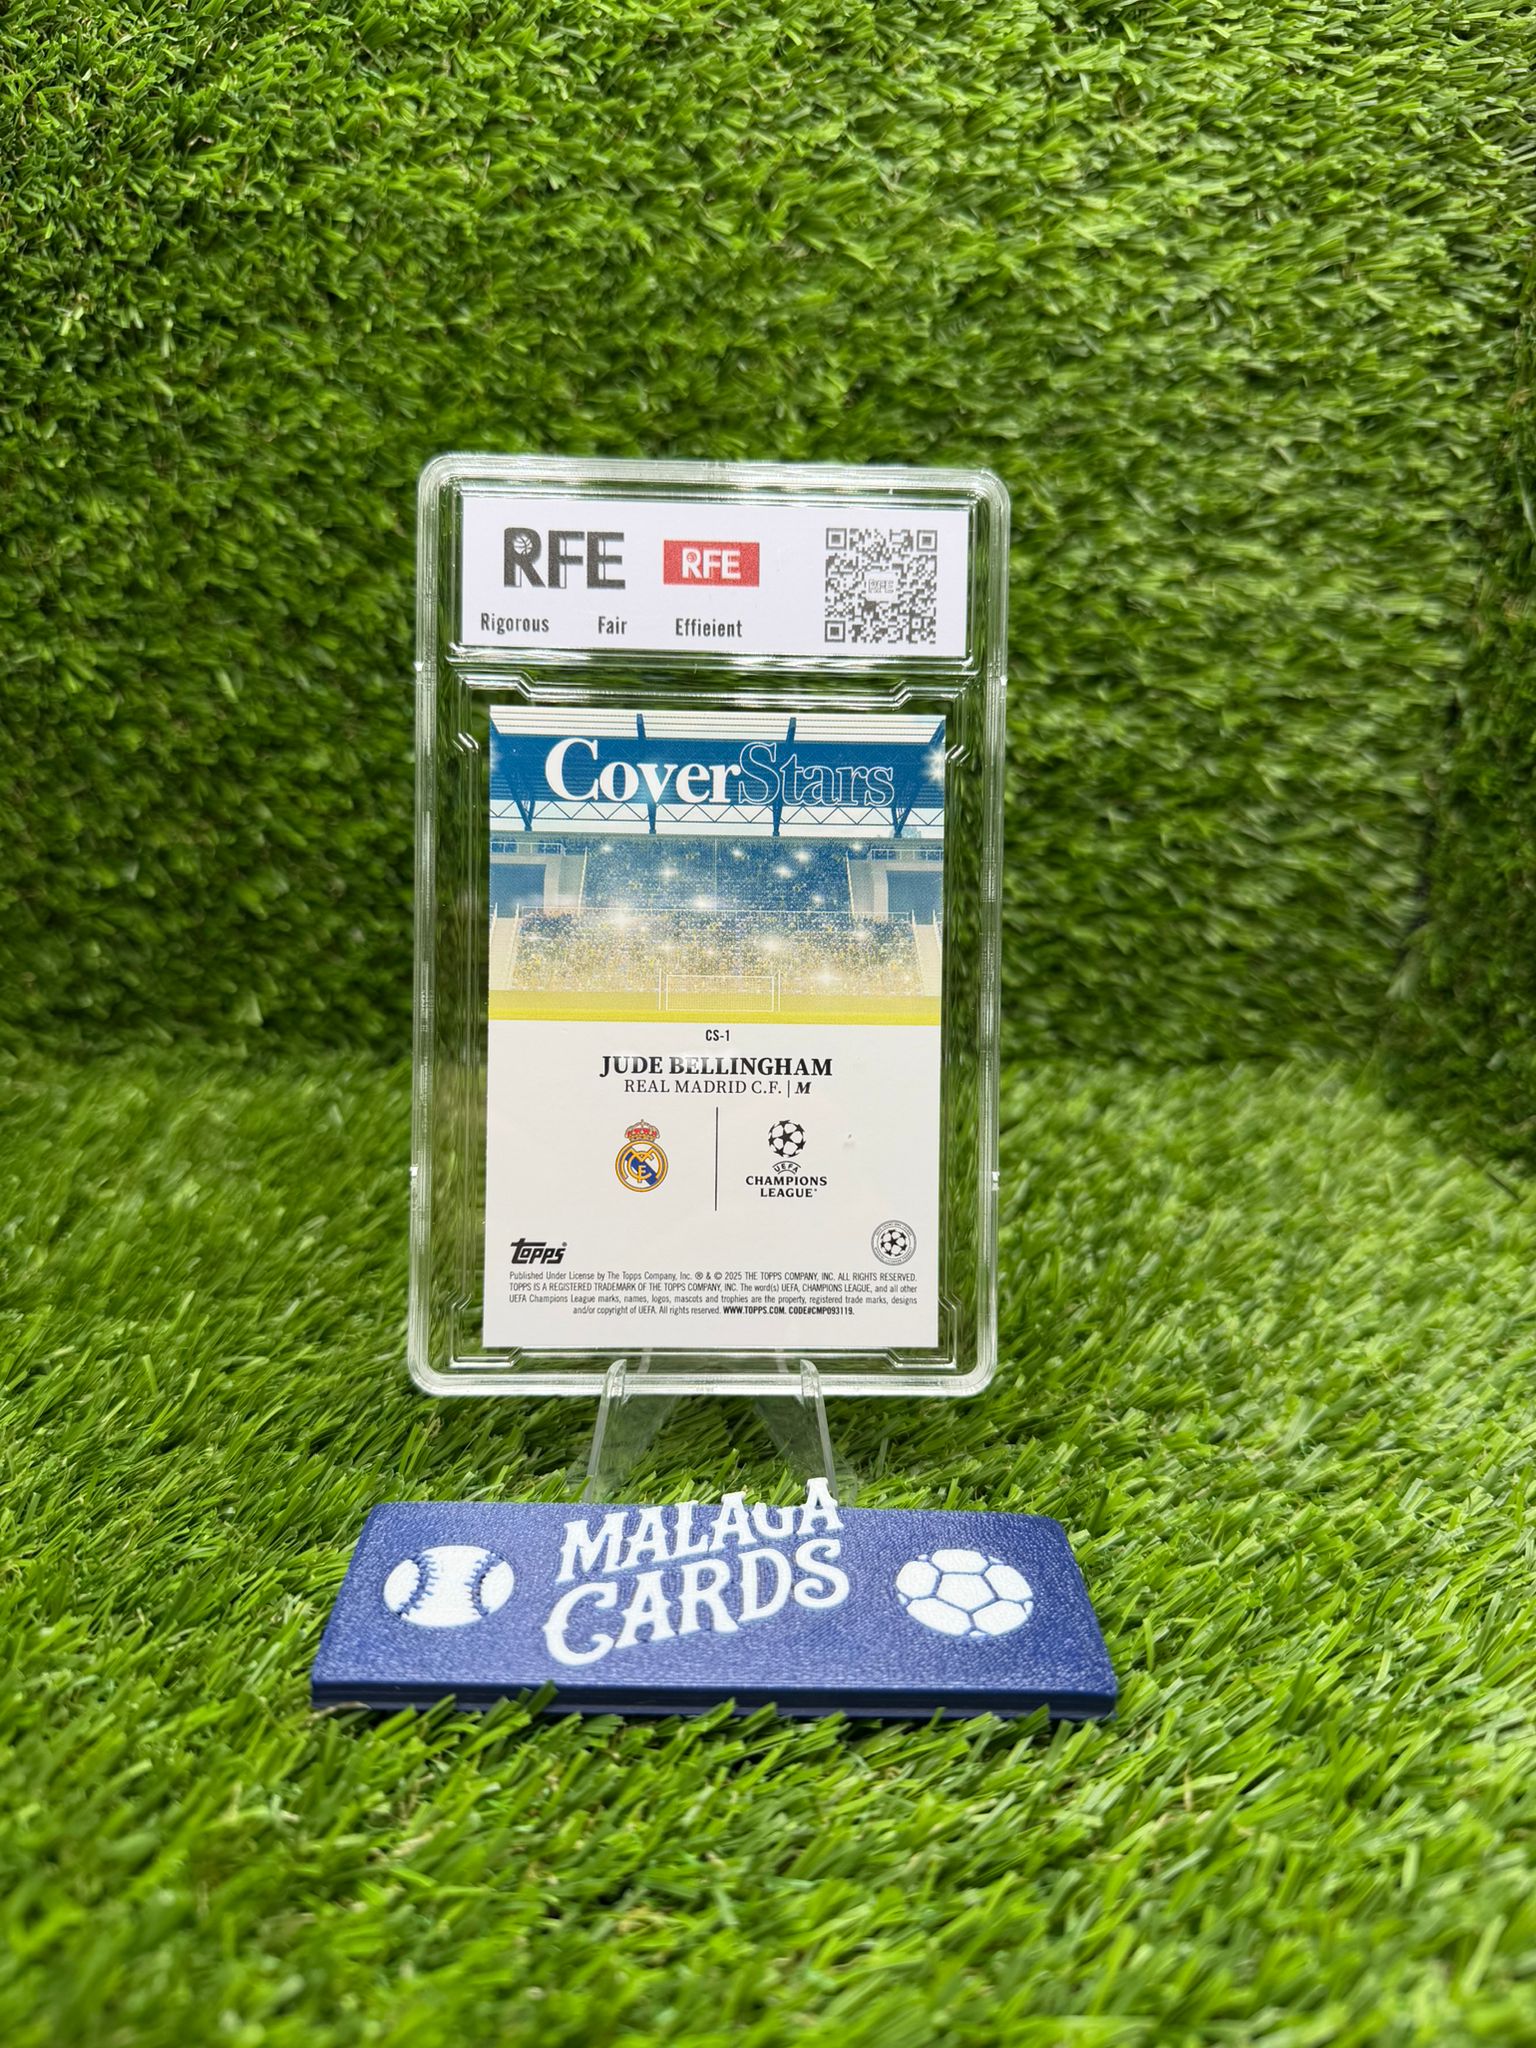 RFE
RFE
Rigorous Fair Effieient
RFE
CoverStars
CS-1
JUDE BELLINGHAM
REAL MADRID C.F. | M
UEFA
CHAMPIONS
LEAGUE®
Topps®
Published Under License by The Topps Company, Inc. ® & © 2025 THE TOPPS COMPANY, INC. ALL RIGHTS RESERVED.
TOPPS IS A REGISTERED TRADEMARK OF THE TOPPS COMPANY, INC. The word(s) UEFA, CHAMPIONS LEAGUE, and all other
UEFA Champions League marks, names, logos, mascots and trophies are the property, registered trade marks, designs
and/or copyright of UEFA. All rights reserved. WWW.TOPPS.COM. CODE#CMP093119.
MALAGA
CARDS